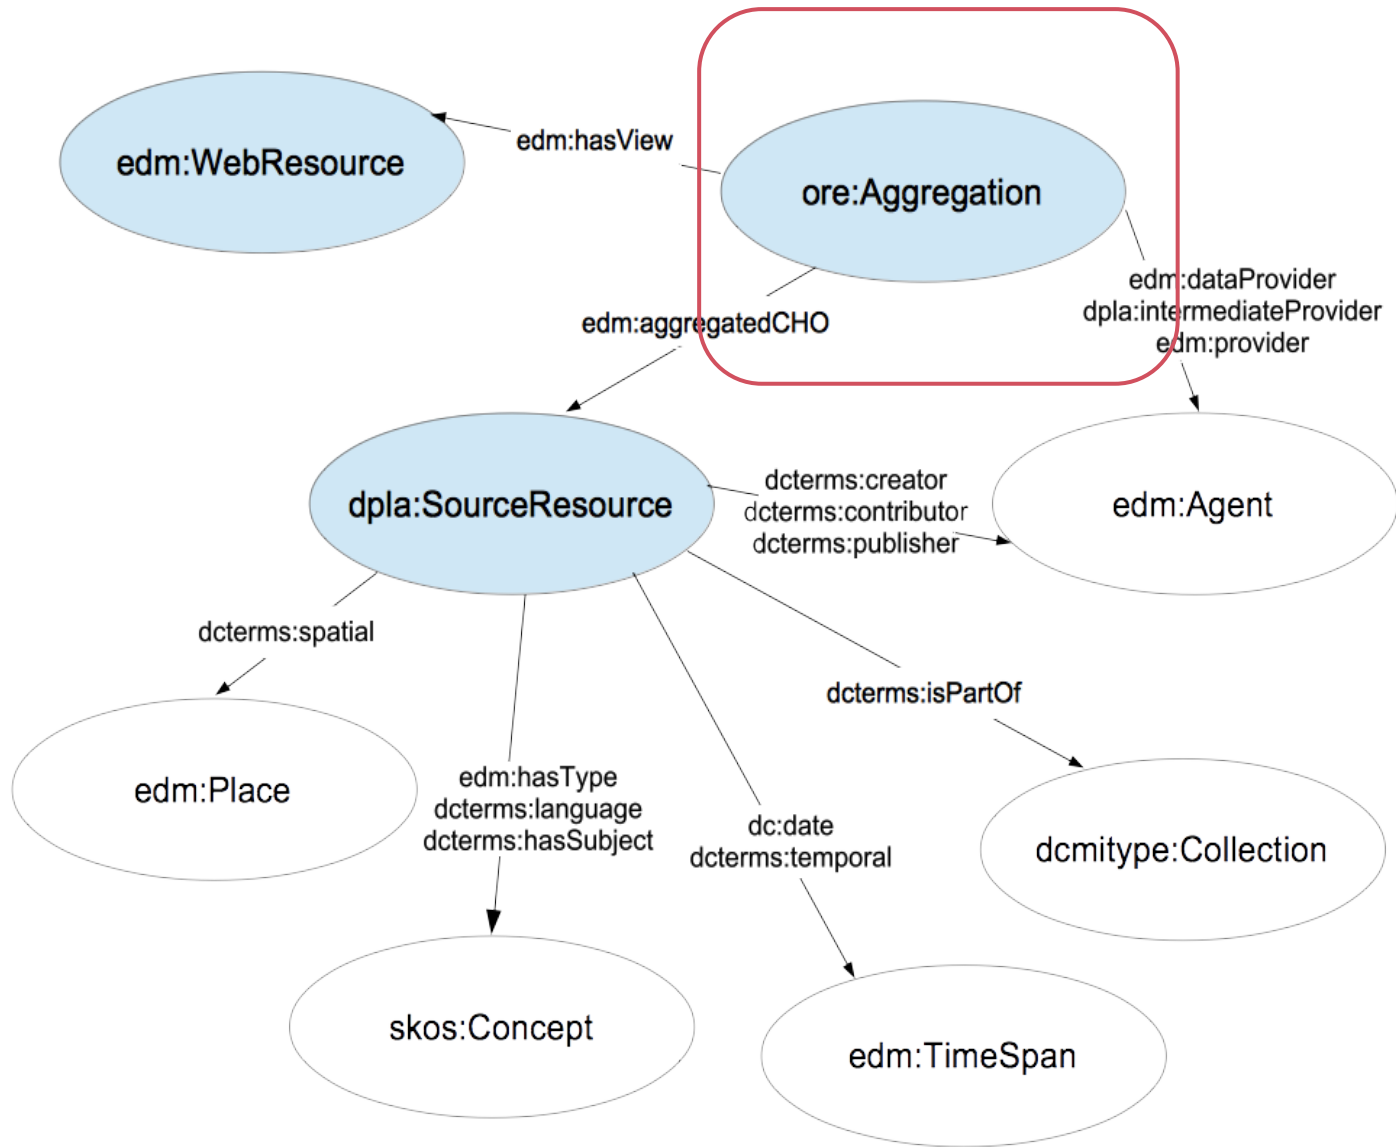 edm:WebResource
edm:hasView
ore:Aggregation
edm:dataProvider
dpla:intermediateProvider
edm:provider
edm:aggregatedCHO
dpla:SourceResource
dcterms:creator
dcterms:contributor
dcterms:publisher
edm:Agent
dcterms:spatial
dcterms:isPartOf
edm:Place
edm:hasType
dcterms:language
dcterms:hasSubject
dc:date
dcterms:temporal
dcmitype:Collection
skos:Concept
edm:TimeSpan